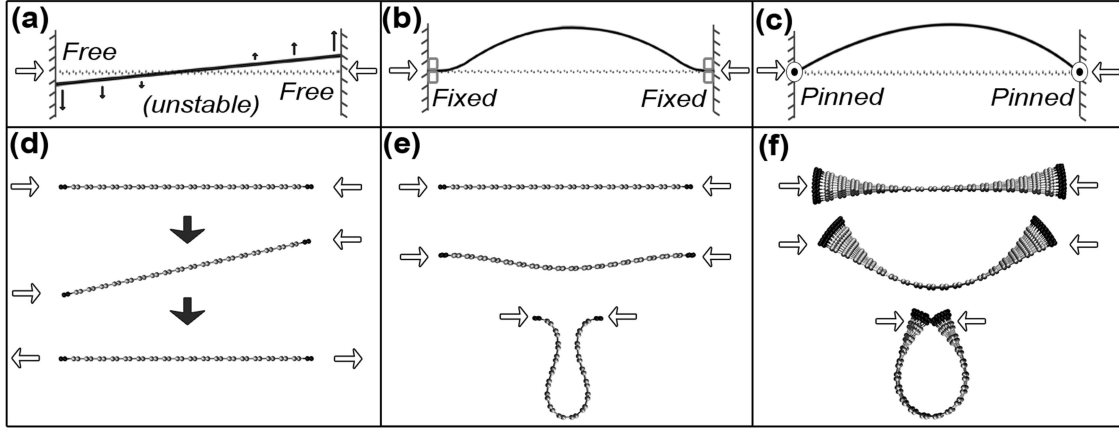 (a)
Free
Free
(unstable)
(b)
Fixed
Fixed
(c)
Pinned
Pinned
(d)
(e)
(f)